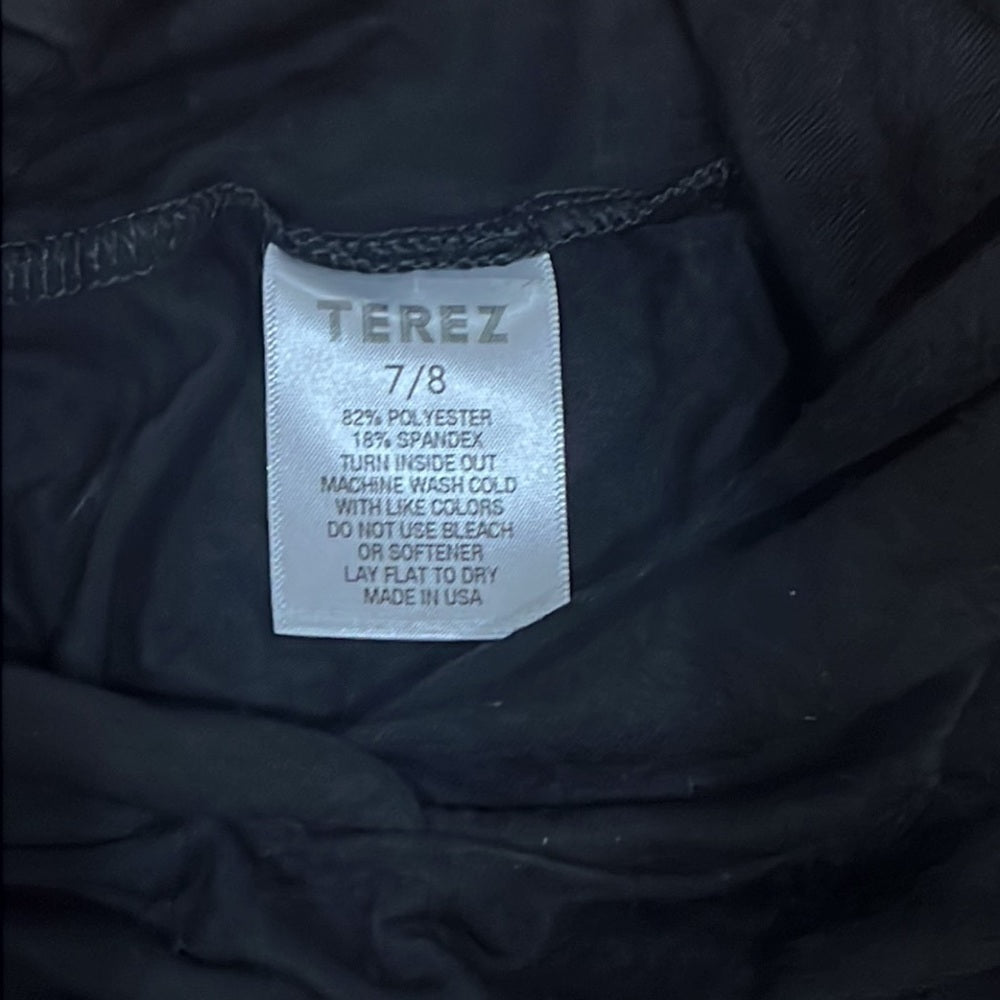 TEREZ
7/8
82% POLYESTER
18% SPANDEX
TURN INSIDE OUT
MACHINE WASH COLD
WITH LIKE COLORS
DO NOT USE BLEACH
OR SOFTENER
LAY FLAT TO DRY
MADE IN USA